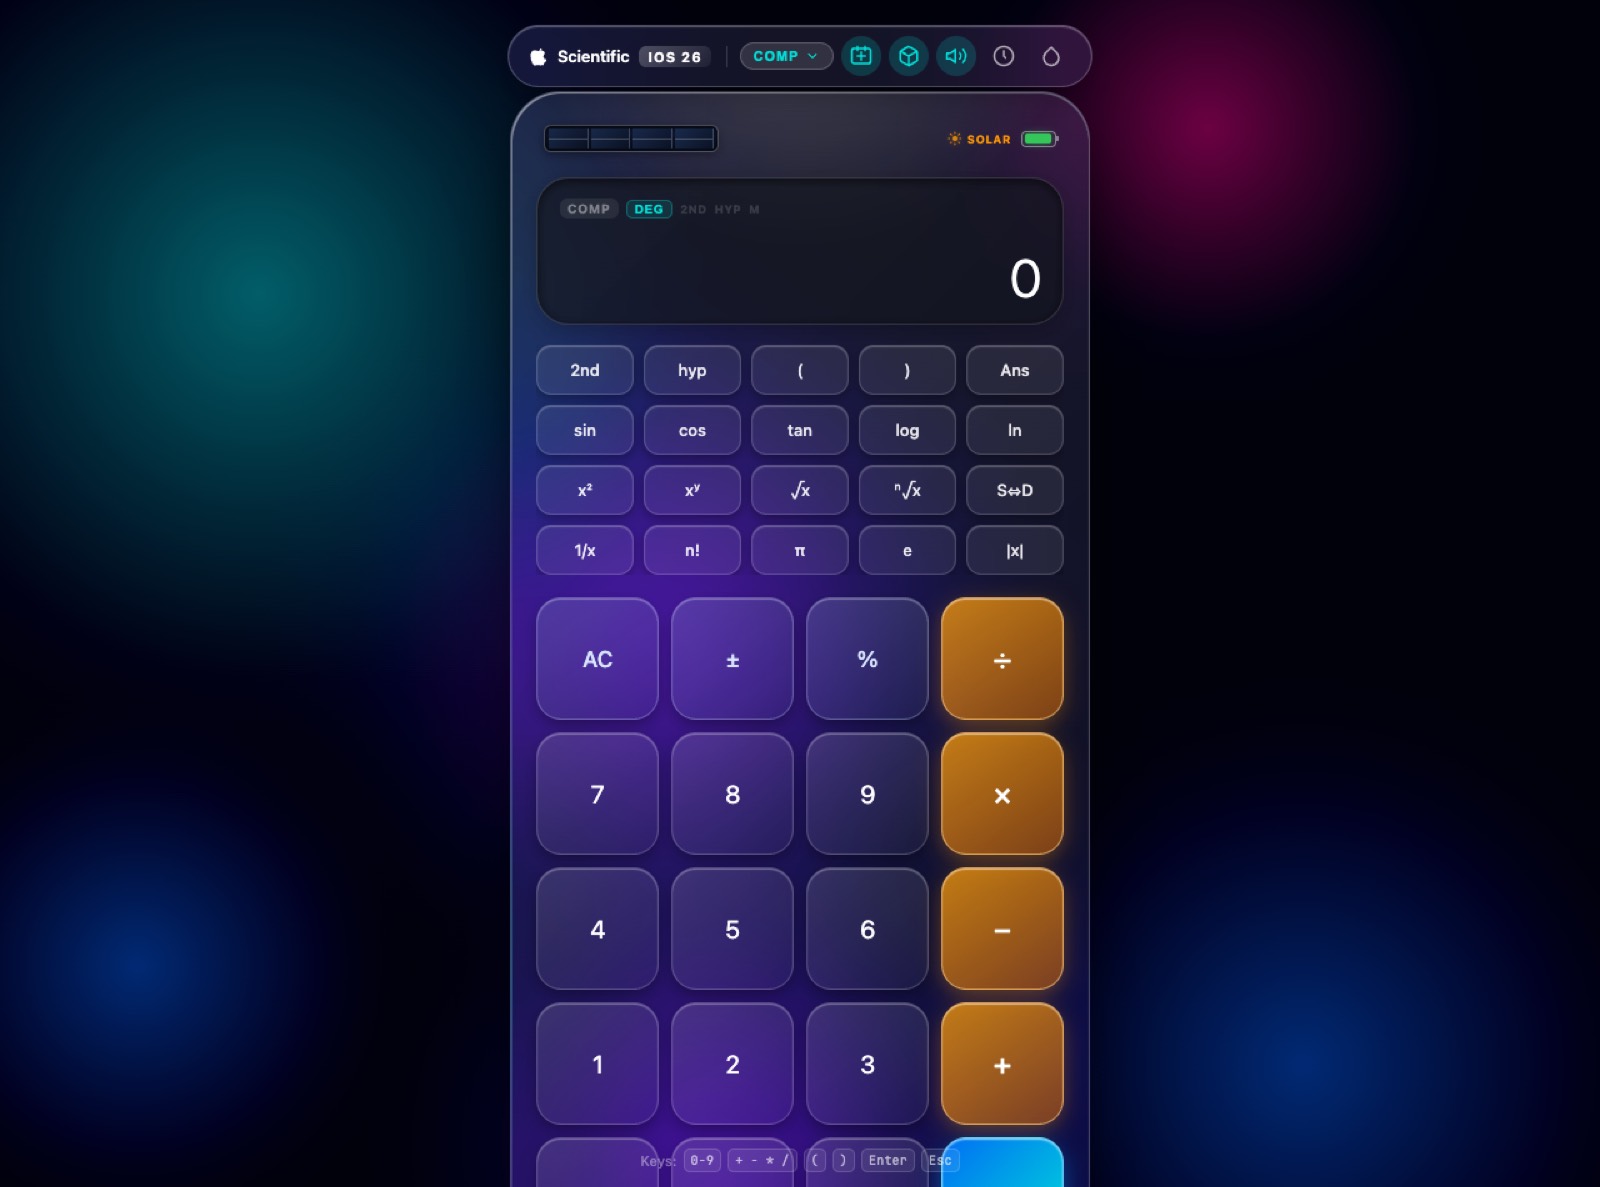 Scientific IOS 26 COMP
SOLAR
COMP DEG 2ND HYP M
0
2nd hyp ( ) Ans
sin cos tan log ln
x² xʸ √x ⁿ√x S⇔D
1/x n! π e |x|
AC ± % ÷
7 8 9 ×
4 5 6 −
1 2 3 +
Keys: 0-9 + - * / ( ) Enter Esc